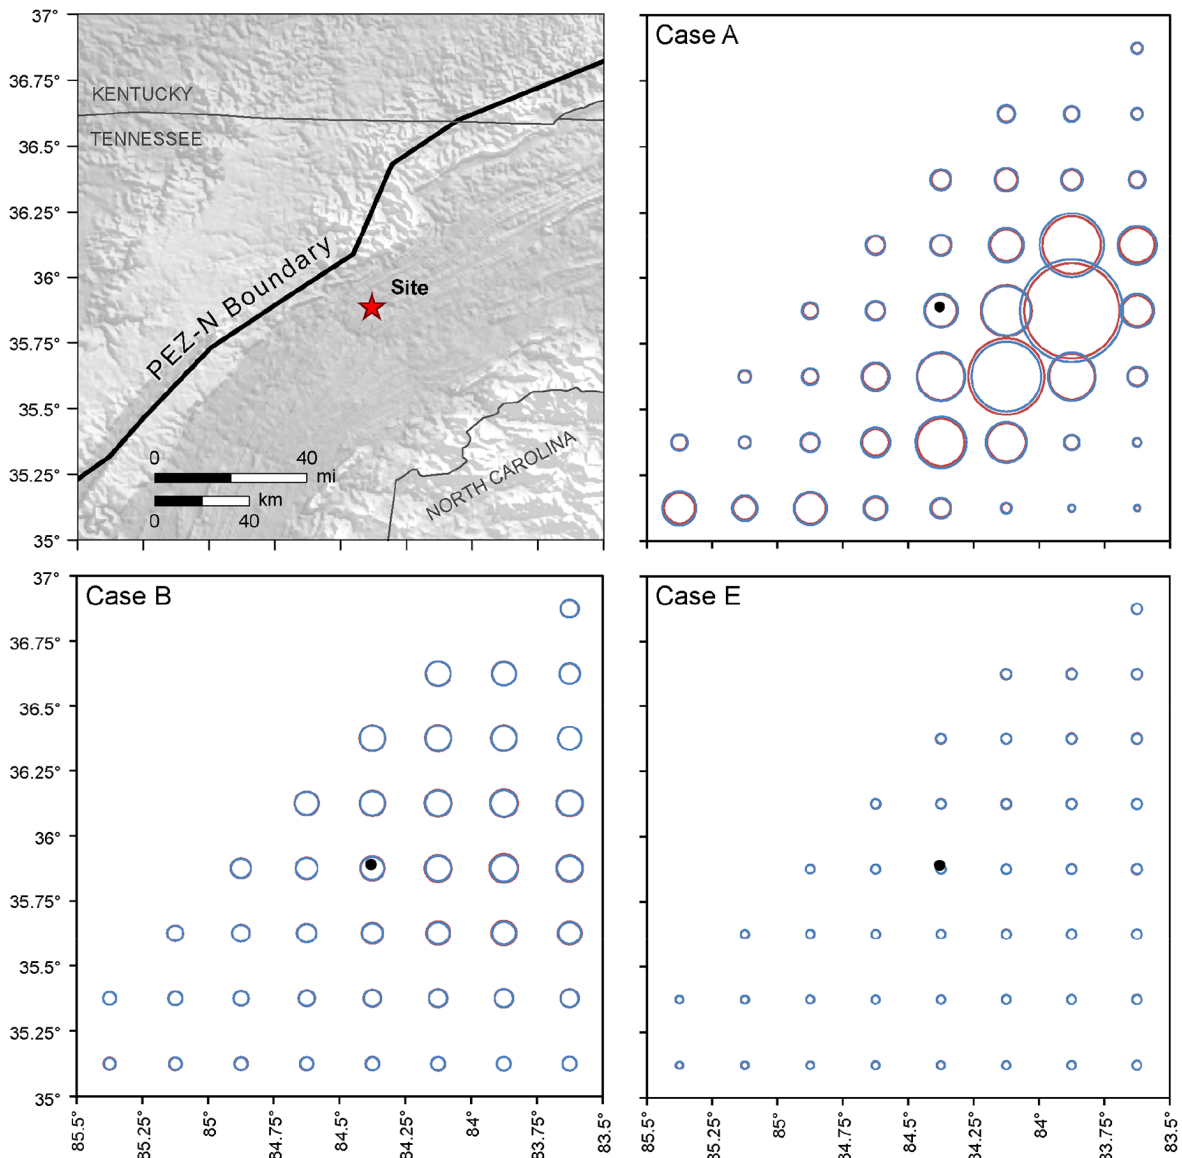 37°
36.75°
36.5°
36.25°
36°
35.75°
35.5°
35.25°
35°
KENTUCKY
TENNESSEE
PEZ-N Boundary
Site
NORTH CAROLINA
0 40 mi
km
0 40
Case A
Case B
37°
36.75°
36.5°
36.25°
36°
35.75°
35.5°
35.25°
35°
85.5° 85.25° 85° 84.75° 84.5° 84.25° 84° 83.75° 83.5°
Case E
85.5° 85.25° 85° 84.75° 84.5° 84.25° 84° 83.75° 83.5°